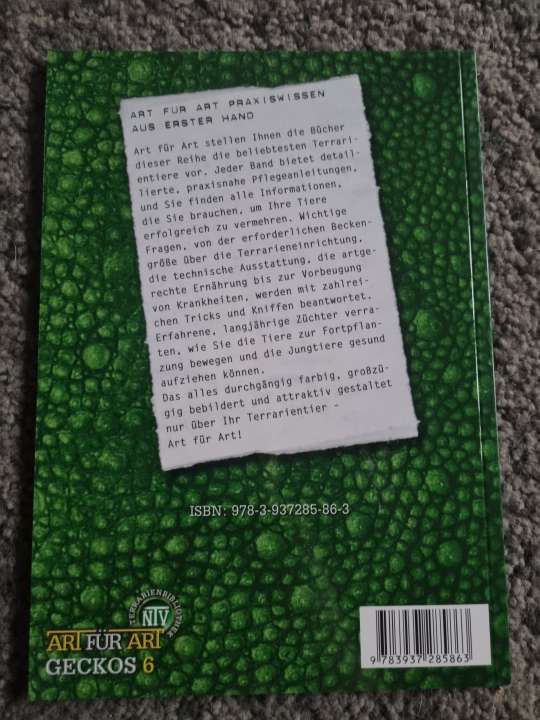 ART FÜR ART PRAXISWISSEN
AUS ERSTER HAND
Art für Art stellen Ihnen die Bücher
dieser Reihe die beliebtesten Terrari-
entiere vor. Jeder Band bietet detail-
lierte, praxisnahe Pflegeanleitungen,
und Sie finden alle Informationen,
die Sie brauchen, um Ihre Tiere
erfolgreich zu vermehren. Wichtige
Fragen, von der erforderlichen Becken-
größe über die Terrarieneinrichtung,
die technische Ausstattung, die artge-
rechte Ernährung bis zur Vorbeugung
von Krankheiten, werden mit zahlrei-
chen Tricks und Kniffen beantwortet.
Erfahrene, langjährige Züchter verra-
ten, wie Sie die Tiere zur Fortpflan-
zung bewegen und die Jungtiere gesund
aufziehen können.
Das alles durchgängig farbig, großzü-
gig bebildert und attraktiv gestaltet
nur über Ihr Terrarientier –
Art für Art!
ISBN: 978-3-937285-86-3
TERRARIENBIBLIOTHEK
NTV
ART FÜR ART
GECKOS 6
9 783937 285863